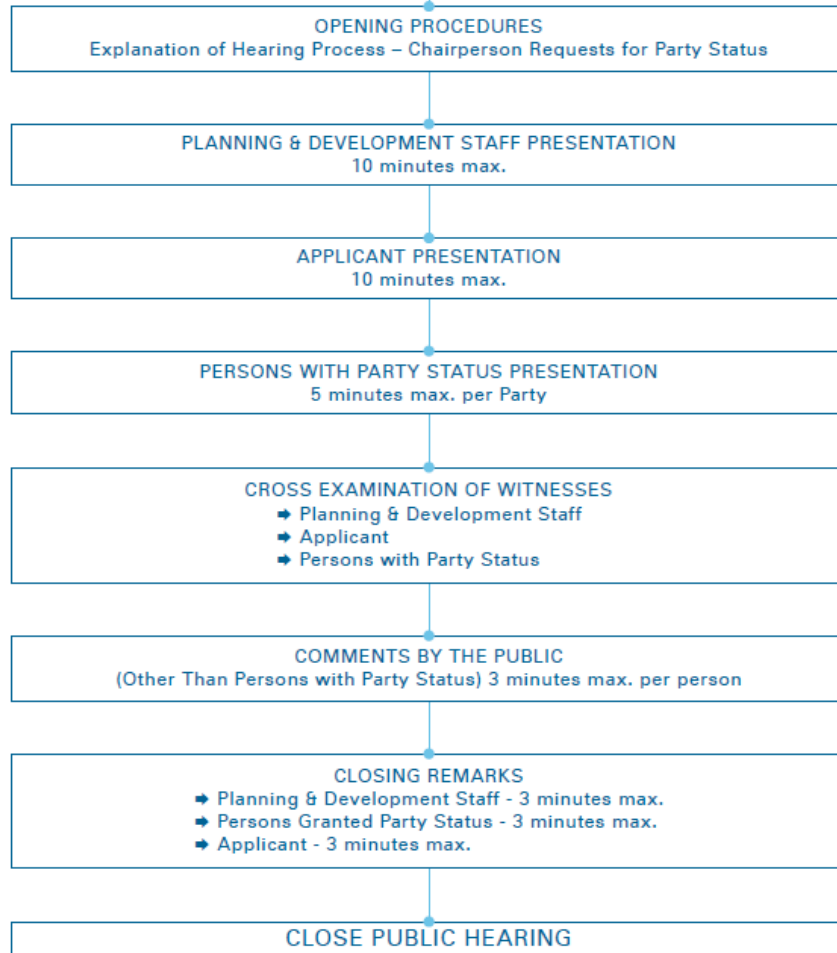 OPENING PROCEDURES
Explanation of Hearing Process – Chairperson Requests for Party Status
PLANNING & DEVELOPMENT STAFF PRESENTATION
10 minutes max.
APPLICANT PRESENTATION
10 minutes max.
PERSONS WITH PARTY STATUS PRESENTATION
5 minutes max. per Party
CROSS EXAMINATION OF WITNESSES
➡ Planning & Development Staff
➡ Applicant
➡ Persons with Party Status
COMMENTS BY THE PUBLIC
(Other Than Persons with Party Status) 3 minutes max. per person
CLOSING REMARKS
➡ Planning & Development Staff - 3 minutes max.
➡ Persons Granted Party Status - 3 minutes max.
➡ Applicant - 3 minutes max.
CLOSE PUBLIC HEARING